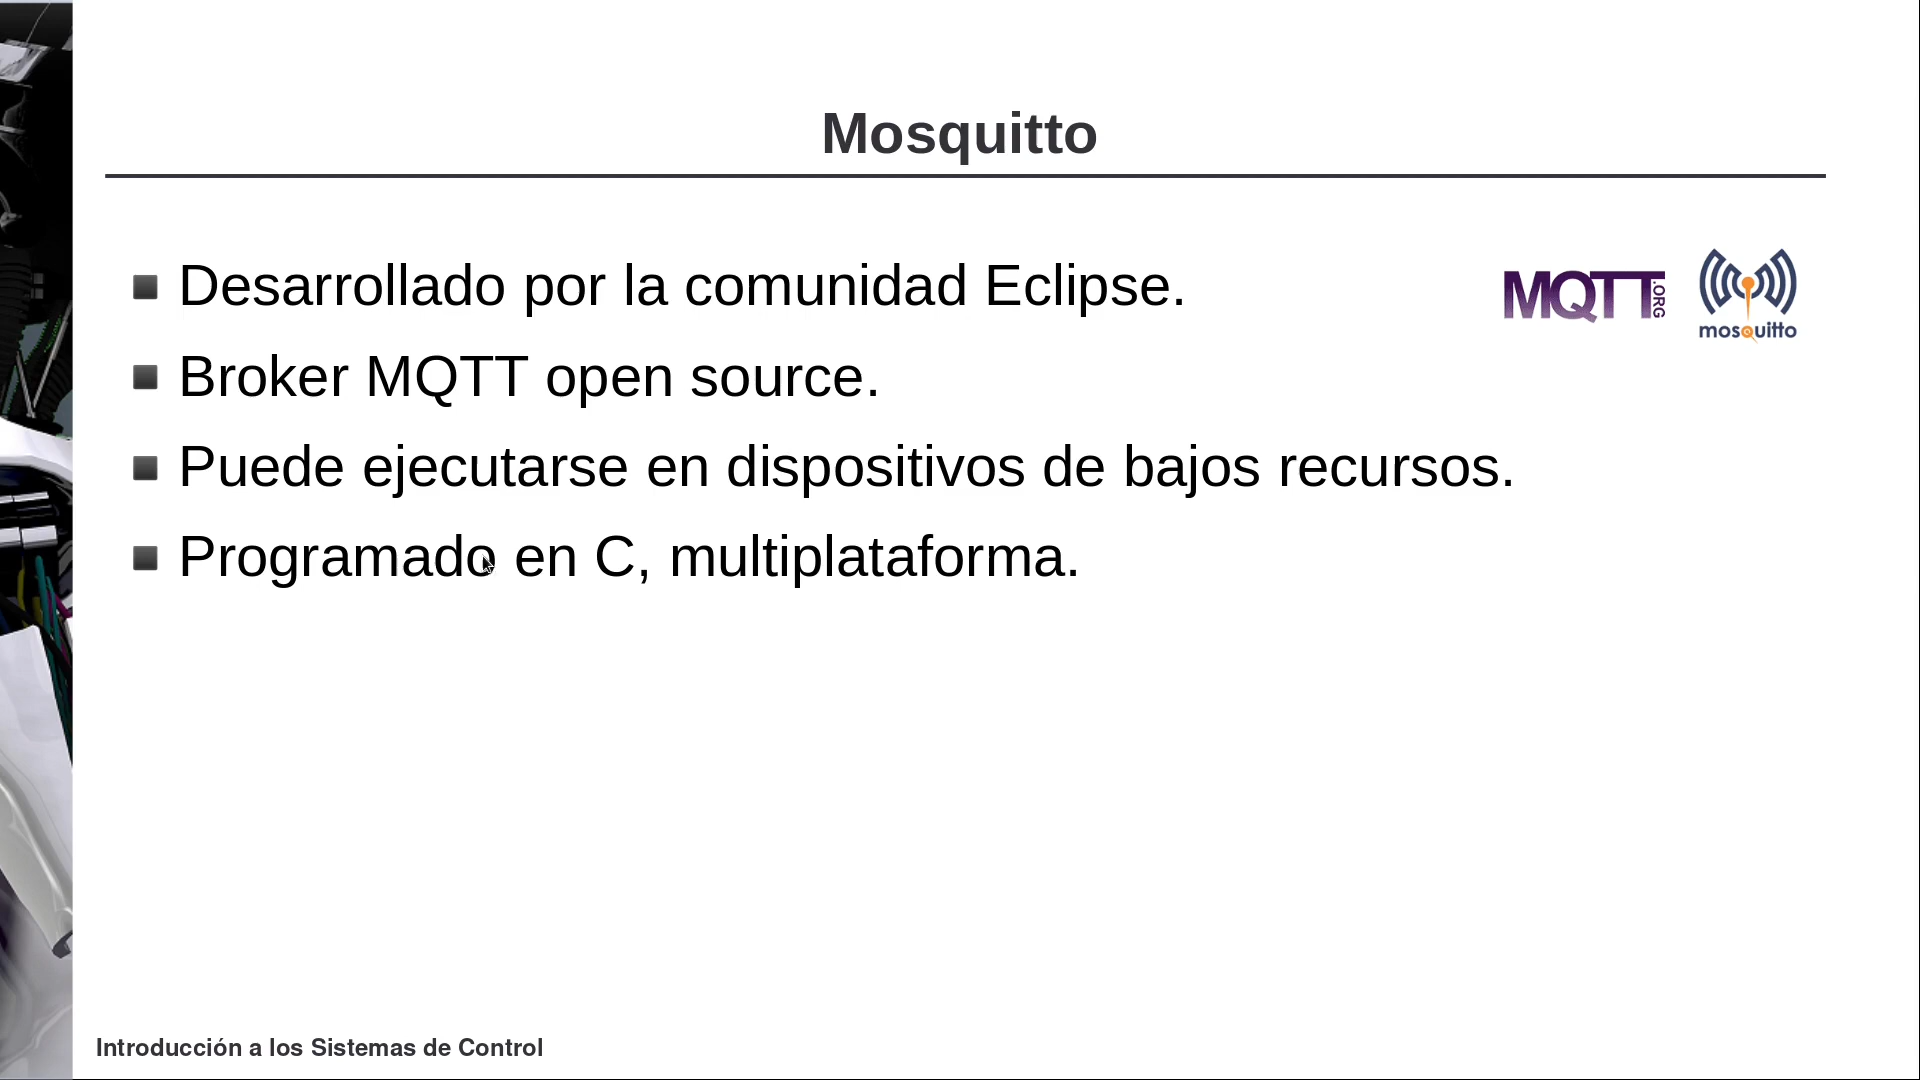 Mosquitto
Desarrollado por la comunidad Eclipse.
MQTT.ORG
mosquitto
Broker MQTT open source.
Puede ejecutarse en dispositivos de bajos recursos.
Programado en C, multiplataforma.
Introducción a los Sistemas de Control